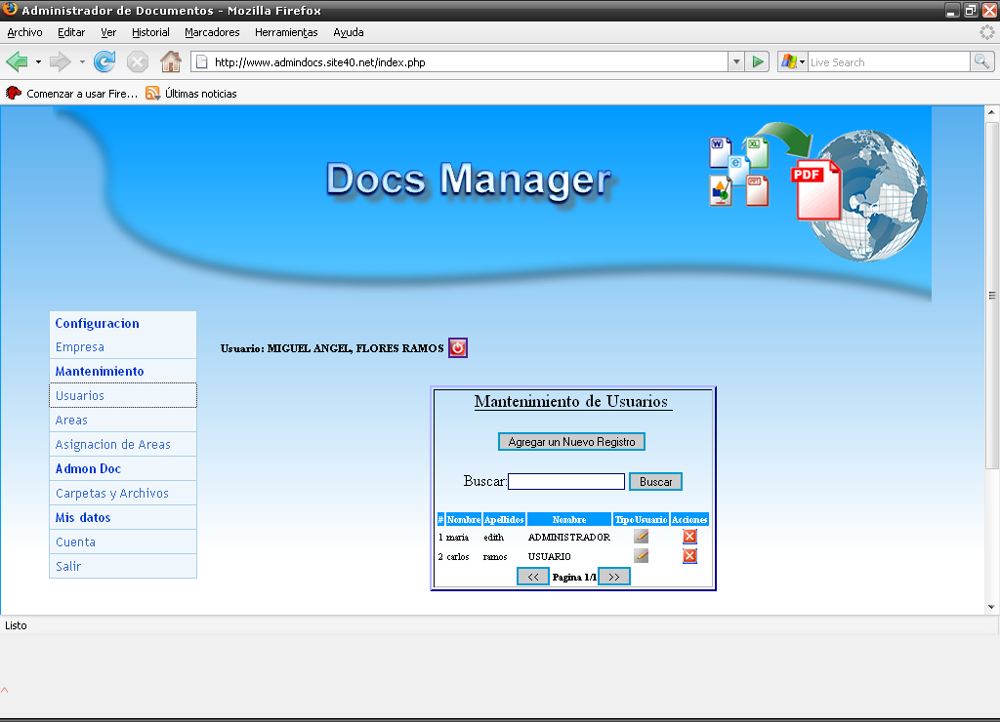 Administrador de Documentos - Mozilla Firefox
Archivo Editar Ver Historial Marcadores Herramientas Ayuda
http://www.admindocs.site40.net/index.php Live Search
Comenzar a usar Fire... Últimas noticias
Docs Manager
W XL e PPT PDF
Configuracion
Empresa
Mantenimiento
Usuarios
Areas
Asignacion de Areas
Admon Doc
Carpetas y Archivos
Mis datos
Cuenta
Salir
Usuario: MIGUEL ANGEL, FLORES RAMOS
Mantenimiento de Usuarios
Agregar un Nuevo Registro
Buscar: Buscar
# Nombre Apellidos Nombre TipoUsuario Acciones
1 maria edith ADMINISTRADOR
2 carlos ramos USUARIO
<< Pagina 1/1 >>
Listo